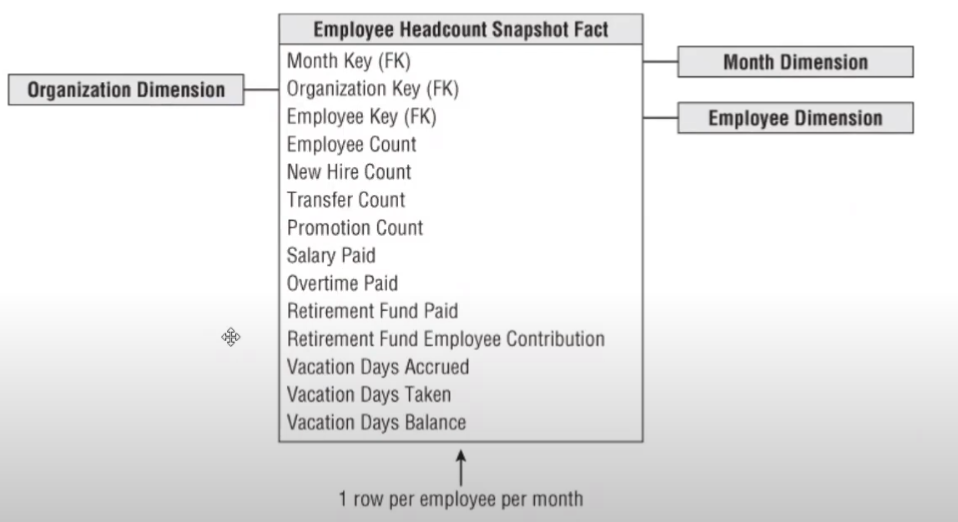 Employee Headcount Snapshot Fact
Month Key (FK)
Organization Key (FK)
Employee Key (FK)
Employee Count
New Hire Count
Transfer Count
Promotion Count
Salary Paid
Overtime Paid
Retirement Fund Paid
Retirement Fund Employee Contribution
Vacation Days Accrued
Vacation Days Taken
Vacation Days Balance
Organization Dimension
Month Dimension
Employee Dimension
1 row per employee per month